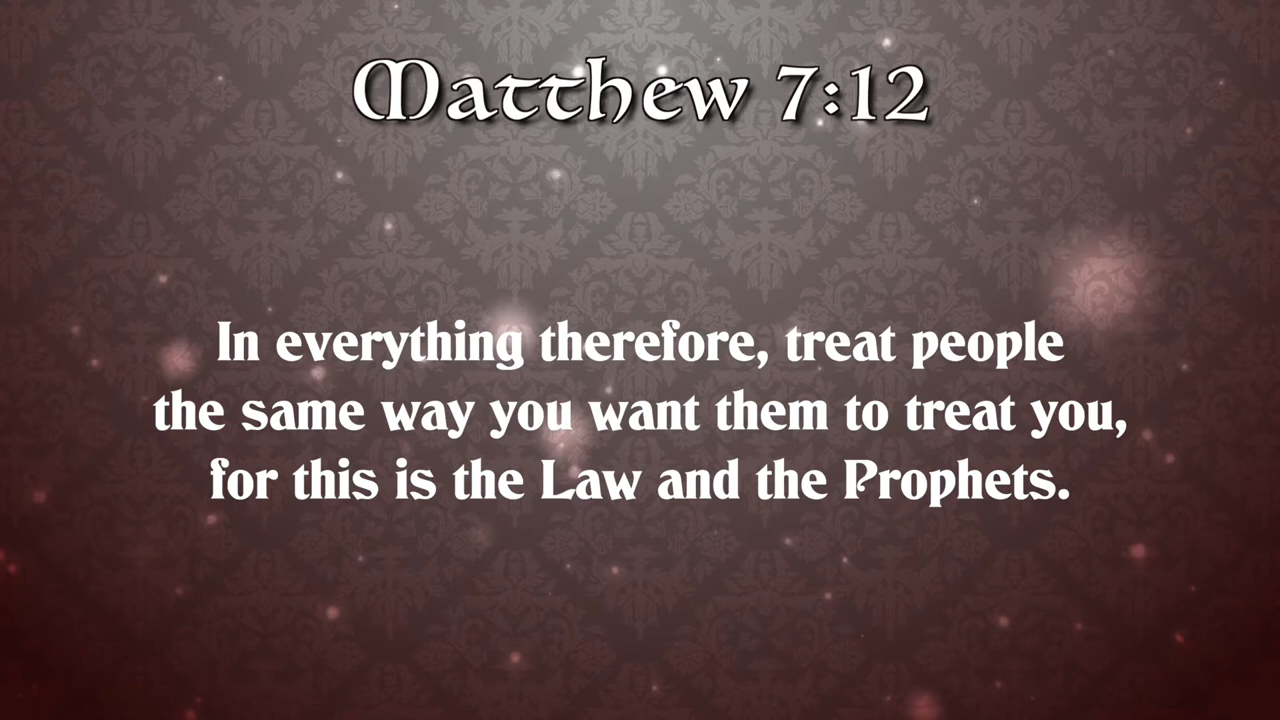 Matthew 7:12
In everything therefore, treat people
the same way you want them to treat you,
for this is the Law and the Prophets.